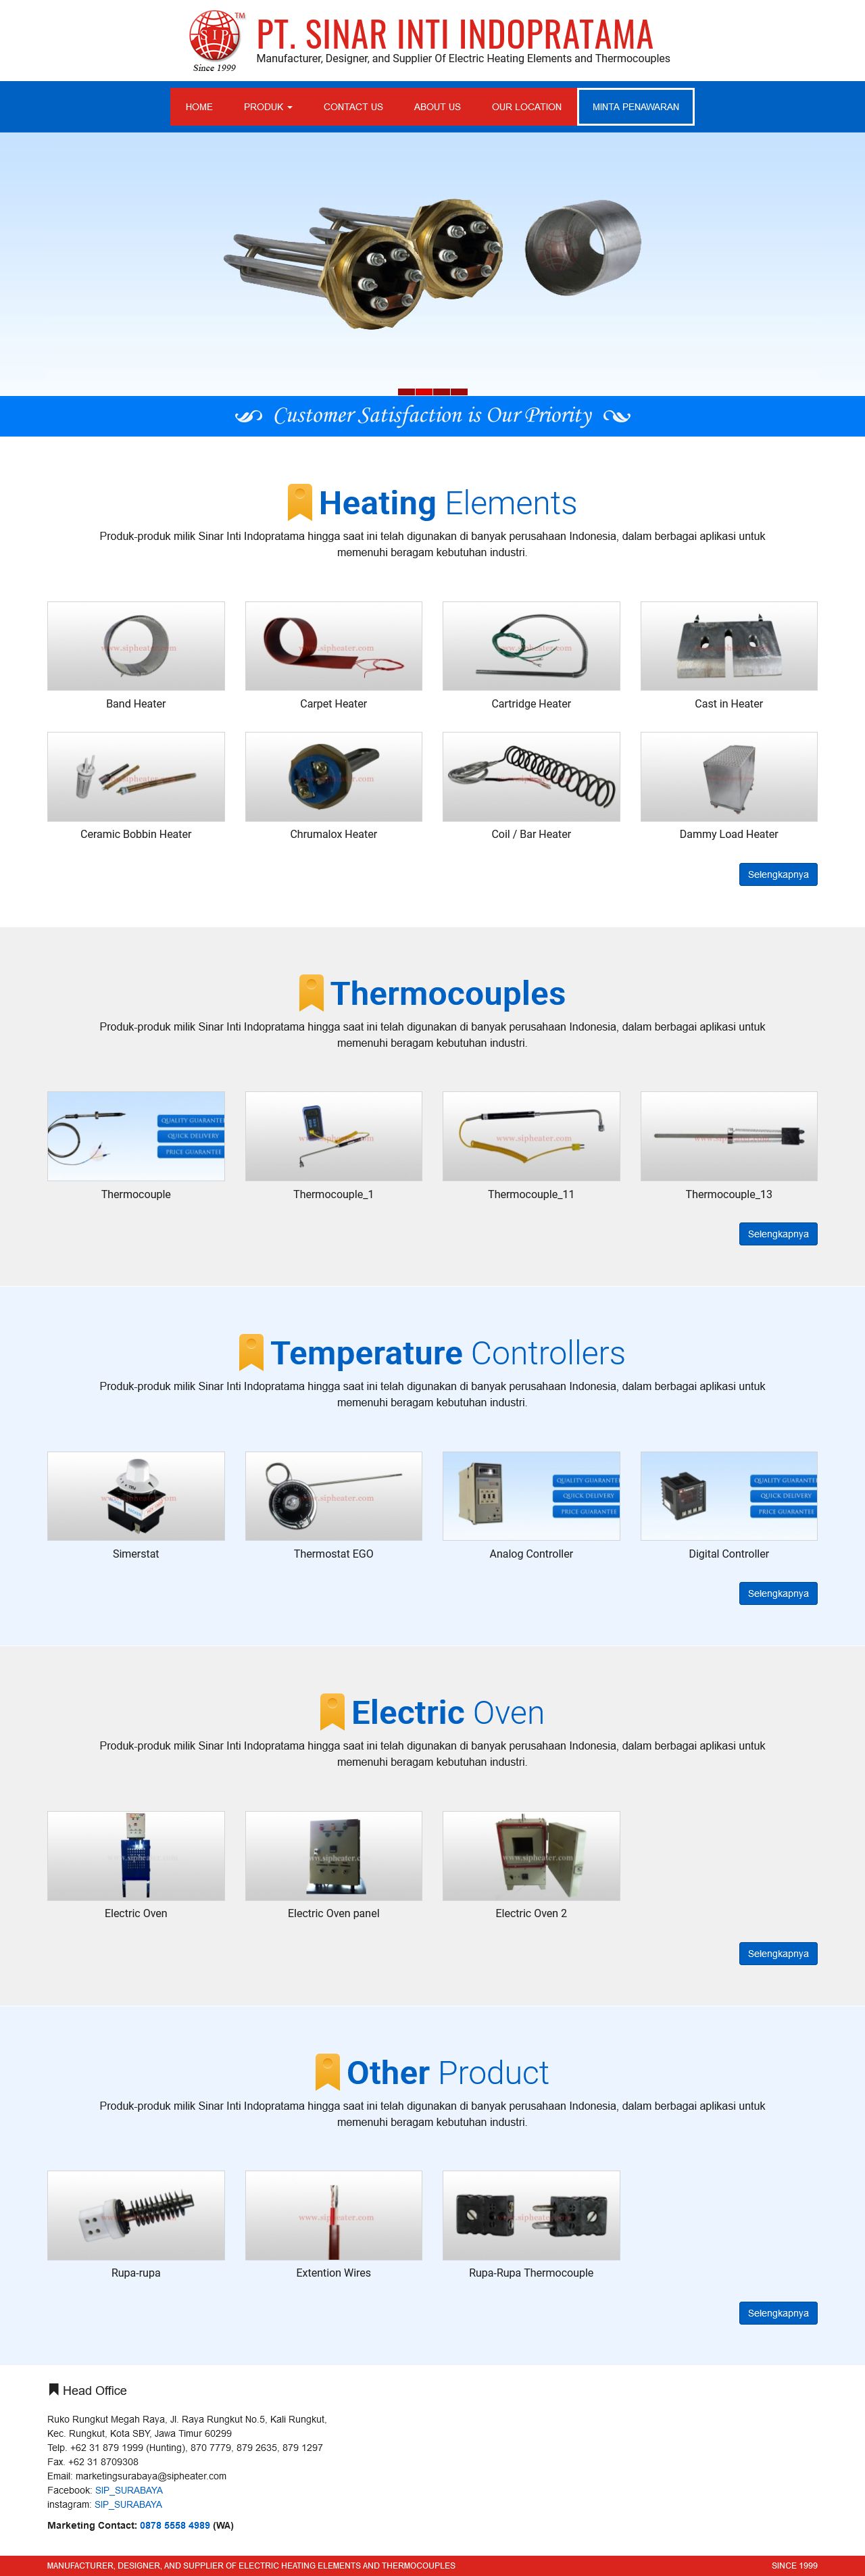 TM
SIP
Since 1999
PT. SINAR INTI INDOPRATAMA
Manufacturer, Designer, and Supplier Of Electric Heating Elements and Thermocouples
HOME PRODUK CONTACT US ABOUT US OUR LOCATION MINTA PENAWARAN
Customer Satisfaction is Our Priority
Heating Elements
Produk-produk milik Sinar Inti Indopratama hingga saat ini telah digunakan di banyak perusahaan Indonesia, dalam berbagai aplikasi untuk
memenuhi beragam kebutuhan industri.
www.sipheater.com
Band Heater Carpet Heater Cartridge Heater Cast in Heater
Ceramic Bobbin Heater Chrumalox Heater Coil / Bar Heater Dammy Load Heater
Selengkapnya
Thermocouples
Produk-produk milik Sinar Inti Indopratama hingga saat ini telah digunakan di banyak perusahaan Indonesia, dalam berbagai aplikasi untuk
memenuhi beragam kebutuhan industri.
QUALITY GUARANTEE
QUICK DELIVERY
PRICE GUARANTEE
www.sipheater.com
www.sipheater.com
www.sipheater.com
Thermocouple Thermocouple_1 Thermocouple_11 Thermocouple_13
Selengkapnya
Temperature Controllers
Produk-produk milik Sinar Inti Indopratama hingga saat ini telah digunakan di banyak perusahaan Indonesia, dalam berbagai aplikasi untuk
memenuhi beragam kebutuhan industri.
QUALITY GUARANTEE
QUICK DELIVERY
PRICE GUARANTEE
QUALITY GUARANTEE
QUICK DELIVERY
PRICE GUARANTEE
Simerstat Thermostat EGO Analog Controller Digital Controller
Selengkapnya
Electric Oven
Produk-produk milik Sinar Inti Indopratama hingga saat ini telah digunakan di banyak perusahaan Indonesia, dalam berbagai aplikasi untuk
memenuhi beragam kebutuhan industri.
Electric Oven Electric Oven panel Electric Oven 2
Selengkapnya
Other Product
Produk-produk milik Sinar Inti Indopratama hingga saat ini telah digunakan di banyak perusahaan Indonesia, dalam berbagai aplikasi untuk
memenuhi beragam kebutuhan industri.
www.sipheater.com
Rupa-rupa Extention Wires Rupa-Rupa Thermocouple
Selengkapnya
Head Office
Ruko Rungkut Megah Raya, Jl. Raya Rungkut No.5, Kali Rungkut,
Kec. Rungkut, Kota SBY, Jawa Timur 60299
Telp. +62 31 879 1999 (Hunting), 870 7779, 879 2635, 879 1297
Fax. +62 31 8709308
Email: marketingsurabaya@sipheater.com
Facebook: SIP_SURABAYA
instagram: SIP_SURABAYA
Marketing Contact: 0878 5558 4989 (WA)
MANUFACTURER, DESIGNER, AND SUPPLIER OF ELECTRIC HEATING ELEMENTS AND THERMOCOUPLES SINCE 1999